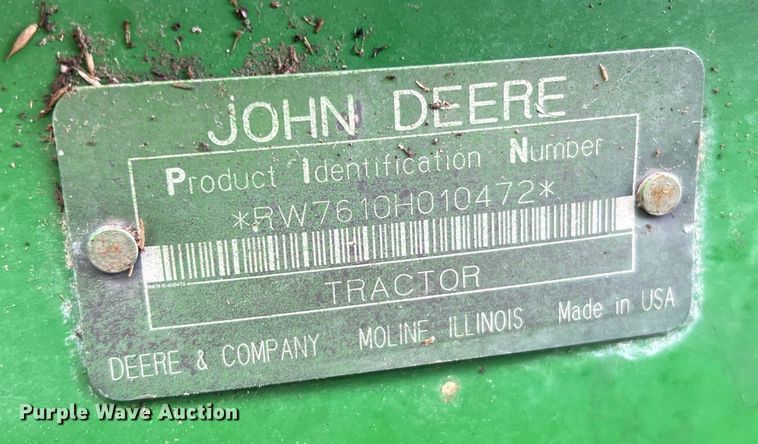 JOHN DEERE
Product Identification Number
*RW7610H010472*
TRACTOR
DEERE & COMPANY MOLINE, ILLINOIS Made in USA
Purple Wave Auction